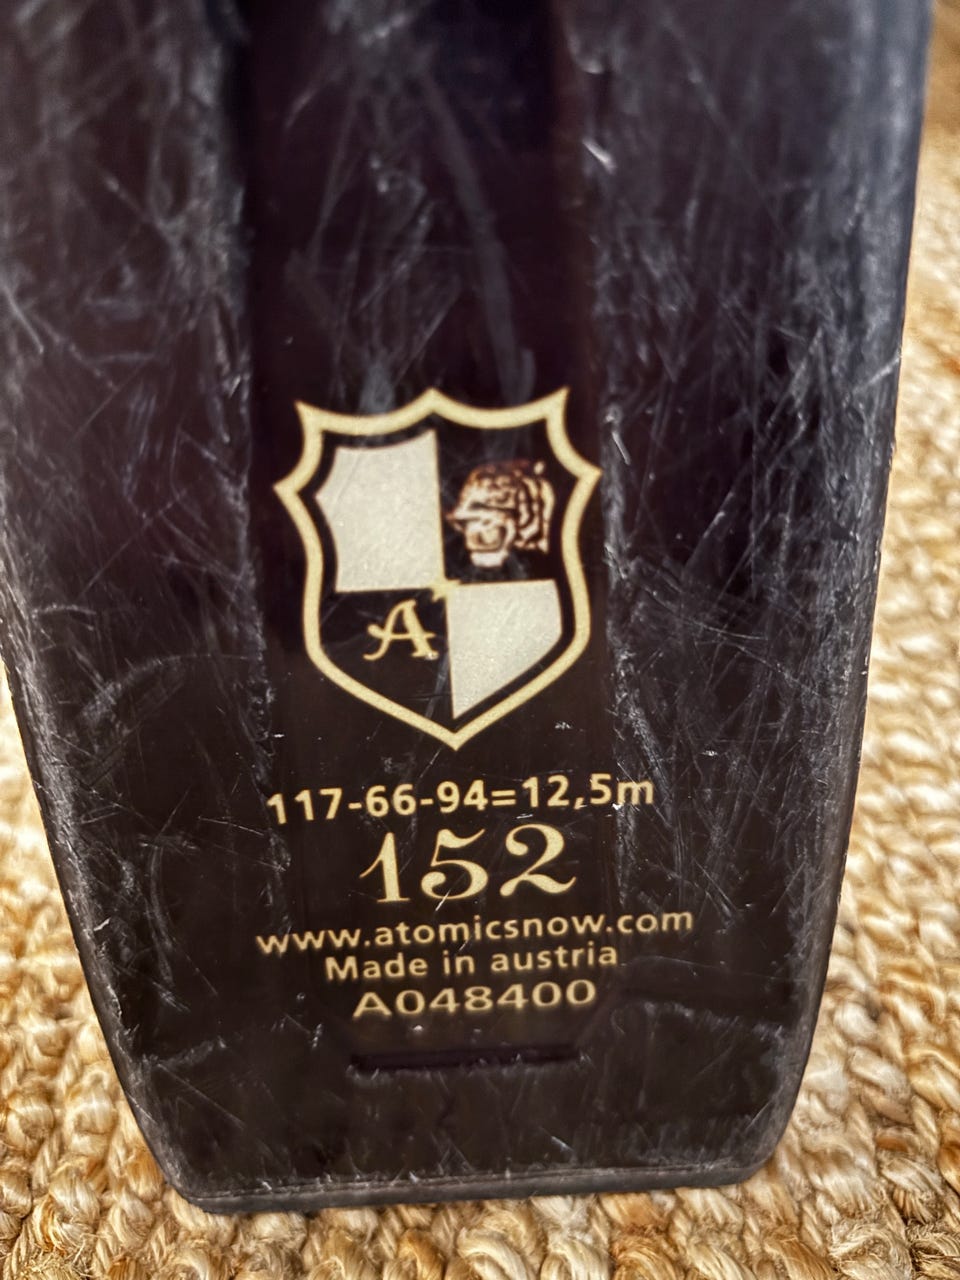 A
117-66-94=12,5m
152
www.atomicsnow.com
Made in austria
A048400